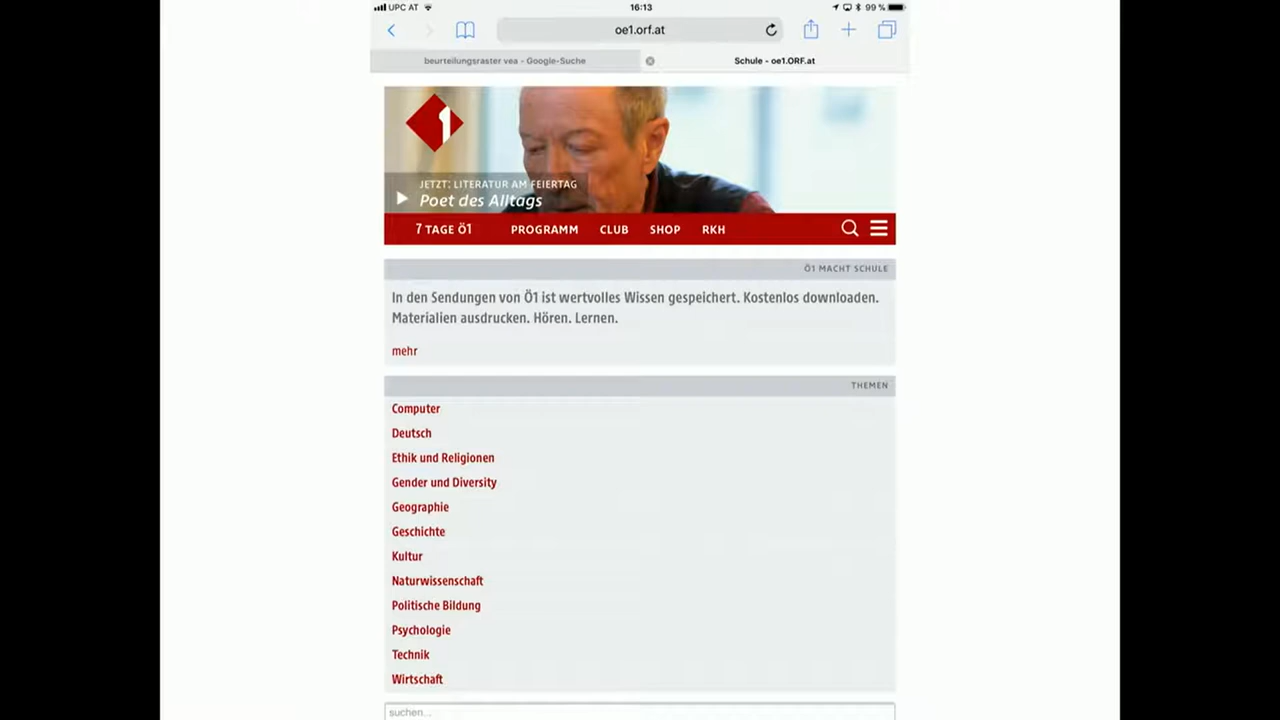 UPC AT 16:13 99 %
oe1.orf.at
beurteilungsraster vea - Google-Suche
Schule - oe1.ORF.at
1
JETZT: LITERATUR AM FEIERTAG
Poet des Alltags
7 TAGE Ö1 PROGRAMM CLUB SHOP RKH
Ö1 MACHT SCHULE
In den Sendungen von Ö1 ist wertvolles Wissen gespeichert. Kostenlos downloaden.
Materialien ausdrucken. Hören. Lernen.
mehr
THEMEN
Computer
Deutsch
Ethik und Religionen
Gender und Diversity
Geographie
Geschichte
Kultur
Naturwissenschaft
Politische Bildung
Psychologie
Technik
Wirtschaft
suchen...